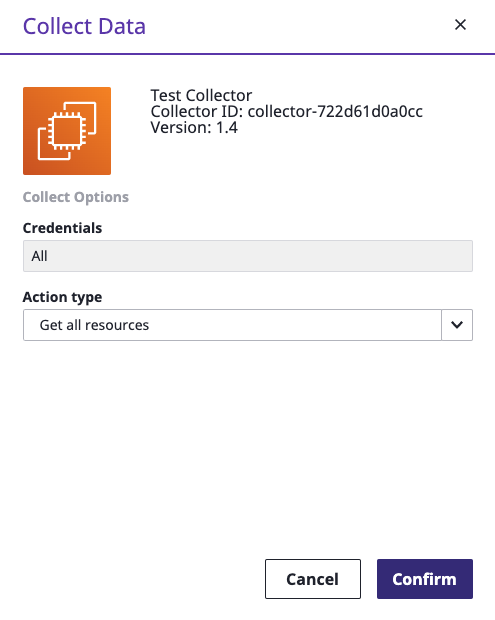 Collect Data
Test Collector
Collector ID: collector-722d61d0a0cc
Version: 1.4
Collect Options
Credentials
All
Action type
Get all resources
Cancel
Confirm